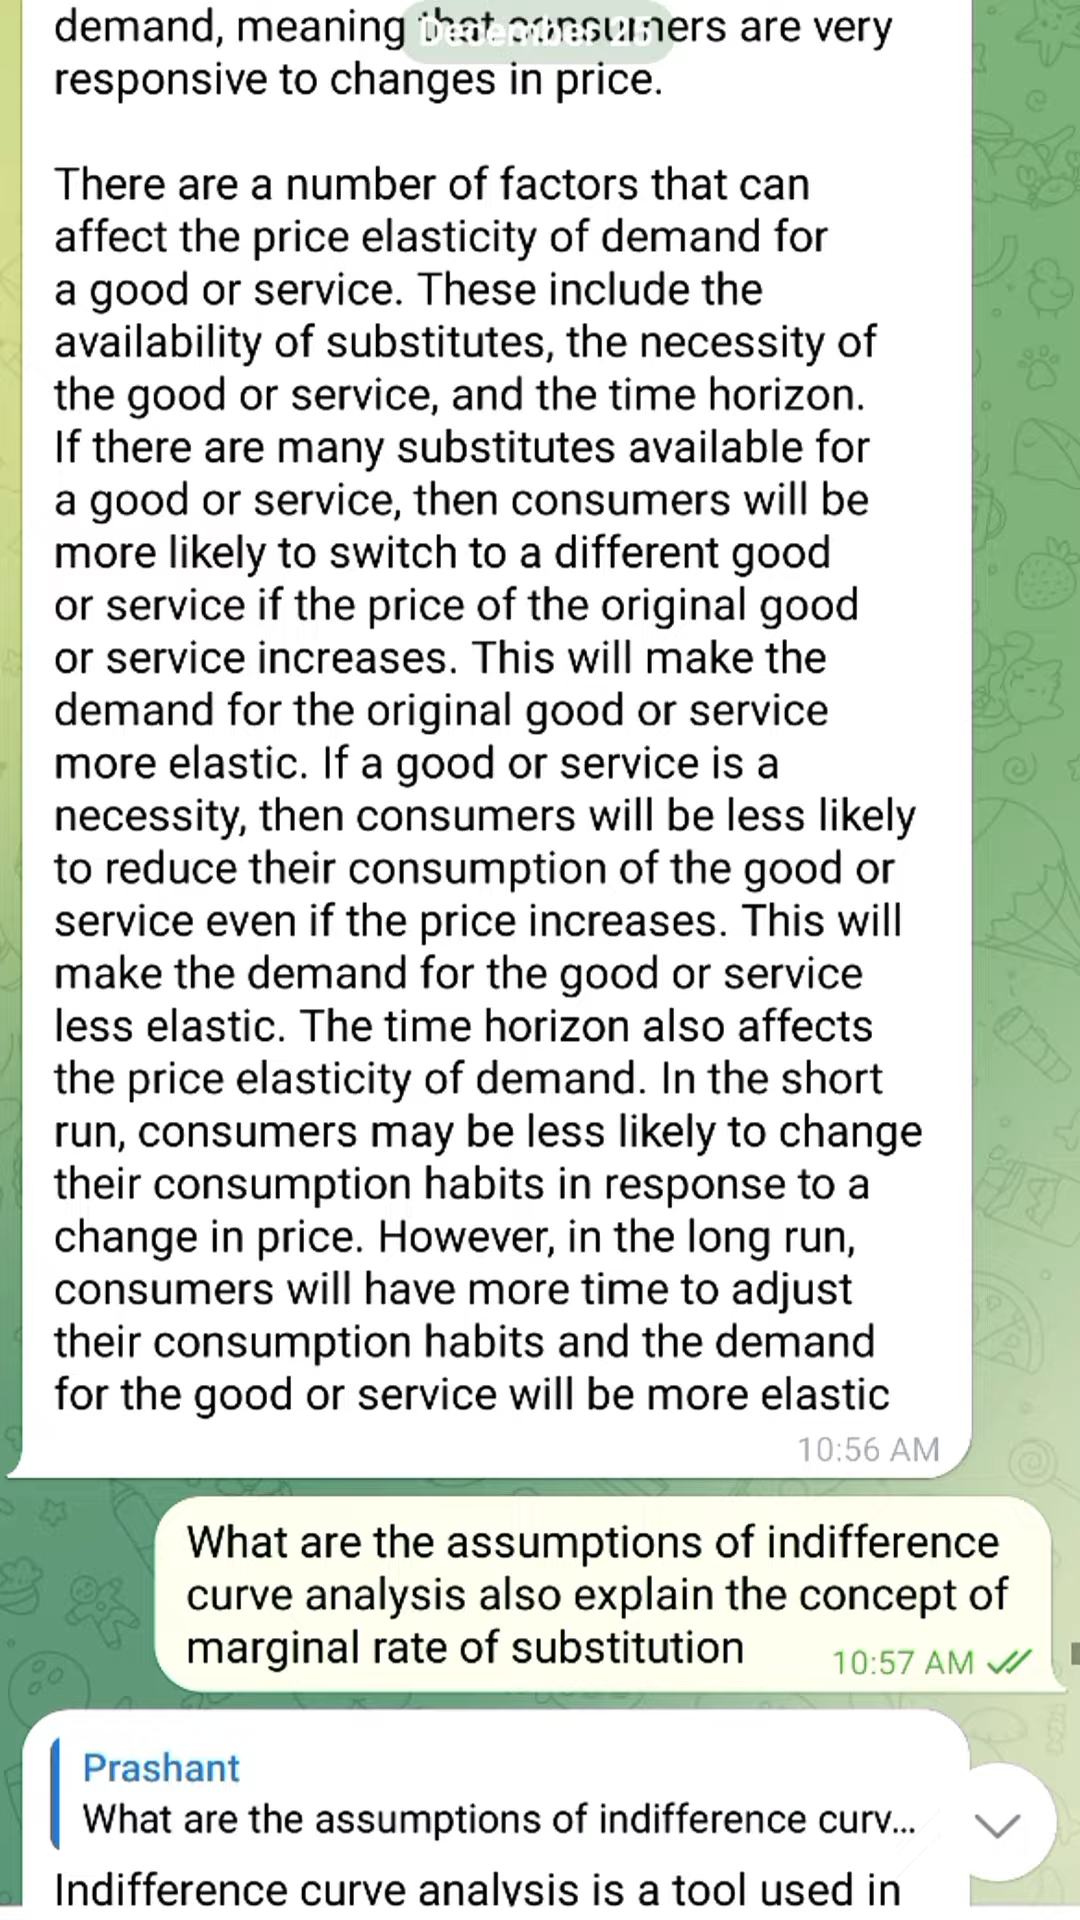 demand, meaning that consumers are very
December 25
responsive to changes in price.
There are a number of factors that can
affect the price elasticity of demand for
a good or service. These include the
availability of substitutes, the necessity of
the good or service, and the time horizon.
If there are many substitutes available for
a good or service, then consumers will be
more likely to switch to a different good
or service if the price of the original good
or service increases. This will make the
demand for the original good or service
more elastic. If a good or service is a
necessity, then consumers will be less likely
to reduce their consumption of the good or
service even if the price increases. This will
make the demand for the good or service
less elastic. The time horizon also affects
the price elasticity of demand. In the short
run, consumers may be less likely to change
their consumption habits in response to a
change in price. However, in the long run,
consumers will have more time to adjust
their consumption habits and the demand
for the good or service will be more elastic
10:56 AM
What are the assumptions of indifference
curve analysis also explain the concept of
marginal rate of substitution
10:57 AM
Prashant
What are the assumptions of indifference curv...
Indifference curve analysis is a tool used in